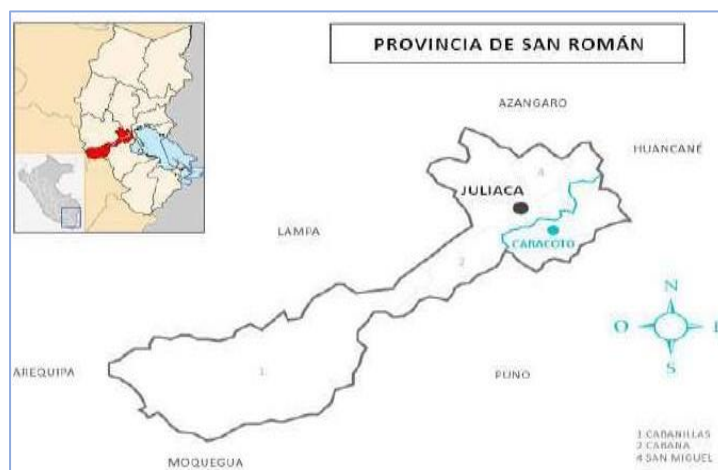 PROVINCIA DE SAN ROMÁN
AZANGARO
HUANCANÉ
4
JULIACA
LAMPA
CARACOTO
2
N
O
E
S
AREQUIPA
1
PUNO
MOQUEGUA
1 CABANILLAS
2 CABANA
4 SAN MIGUEL